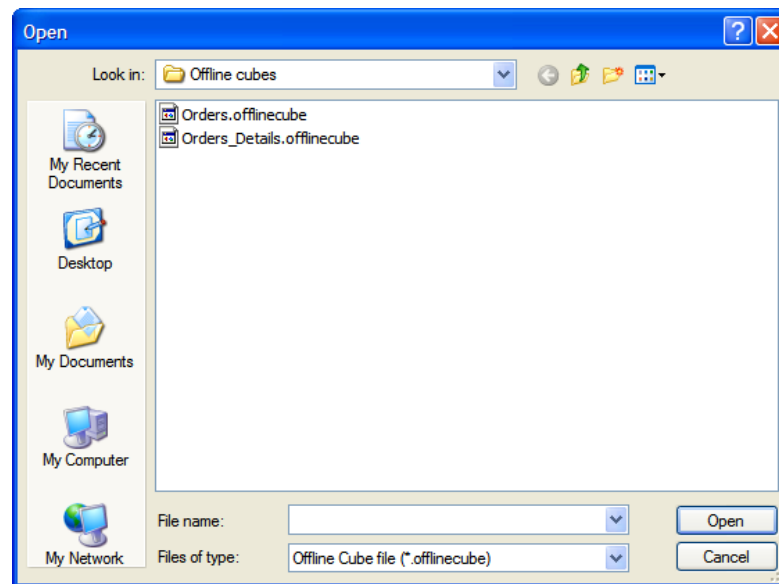 Open
Look in:
Offline cubes
Orders.offlinecube
Orders_Details.offlinecube
My Recent
Documents
Desktop
My Documents
My Computer
My Network
File name:
Open
Files of type:
Offline Cube file (*.offlinecube)
Cancel